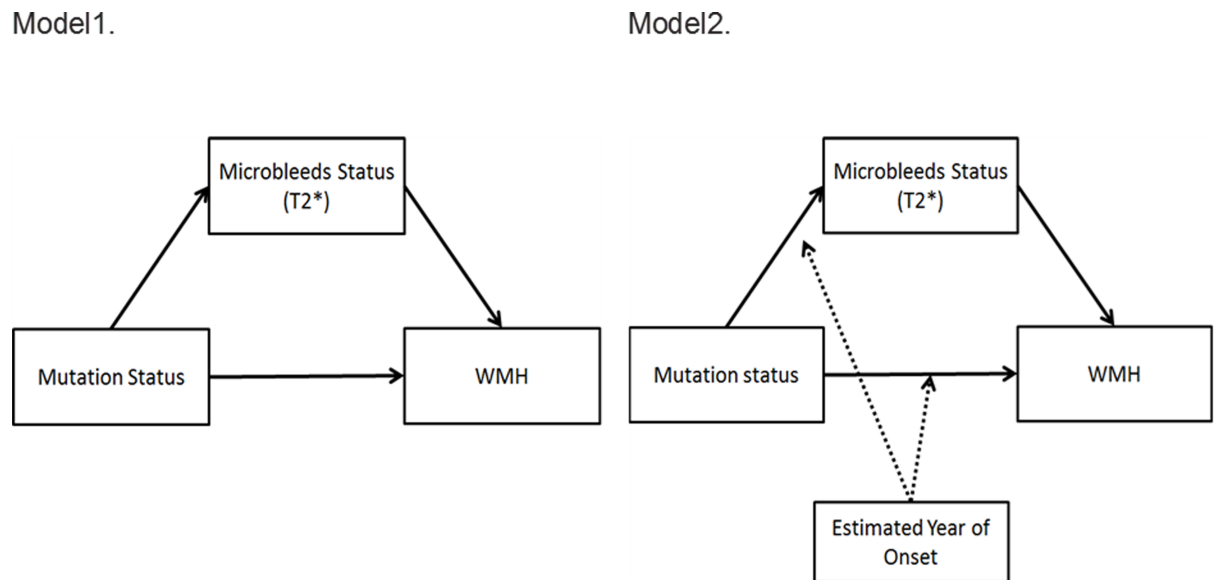 Model1.
Microbleeds Status
(T2*)
Mutation Status
WMH
Model2.
Microbleeds Status
(T2*)
Mutation status
WMH
Estimated Year of
Onset